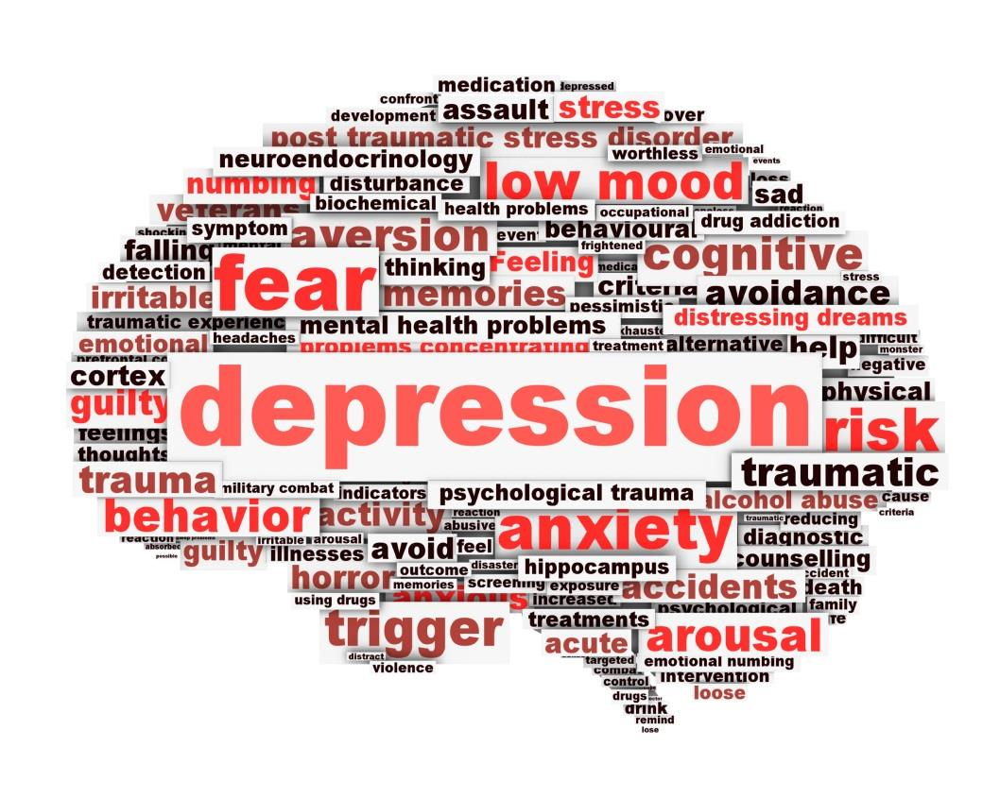 medication depressed
confront assault stress over
development
post traumatic stress disorder
neuroendocrinology worthless emotional
events
numbing disturbance low mood loss sad
veterans biochemical health problems occupational reaction
symptom aversion even behavioural drug addiction
falling mental thinking Feeling frightened cognitive
detection fear medica stress
irritable memories criteria avoidance
pessimistic distressing dreams
traumatic experienc mental health problems
emotional headaches problems concentrating treatment alternative help difficult
monster
prefrontal co negative
cortex depression physical
guilty risk
feelings
thoughts traumatic
trauma military combat indicators psychological trauma alcohol abuse cause
criteria
behavior activity reaction anxiety traumatic reducing
abusive
reaction irritable arousal diagnostic
absorbed guilty illnesses avoid feel counselling
possible
horror outcome disaster hippocampus accident
memories screening exposure accidents death
using drugs anxious increased psychological family
trigger treatments
acute arousal
distract targeted emotional numbing
violence combat
control intervention
drugs loose
drink
remind
lose